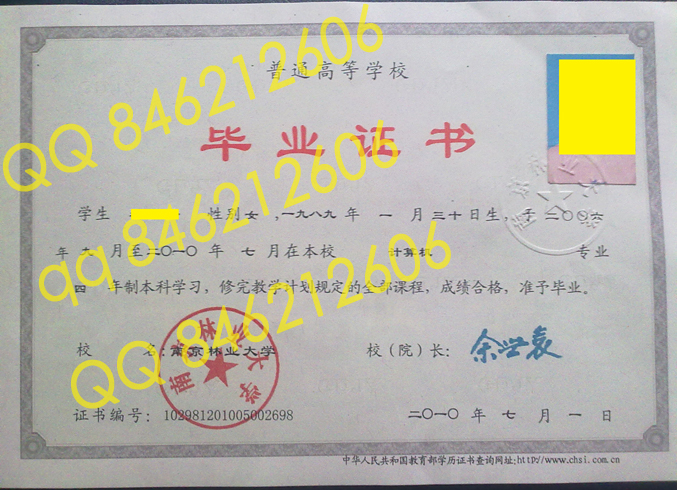 普通高等学校
毕业证书
学生 性别 女 ,一九八九 年 一 月 三十 日生, 于 二〇〇六
年 九 月至 二〇一〇 年 七 月在本校 计算机 专业
四 年制本科学习, 修完教学计划规定的全部课程, 成绩合格, 准予毕业。
校 名: 南京林业大学 校(院)长: 余世袁
证书编号: 102981201005002698 二〇一〇 年 七 月 一 日
中华人民共和国教育部学历证书查询网址:http://www.chsi.com.cn
南京林业大学
QQ 846212606
QQ 846212606
qq 846212606
QQ 846212606